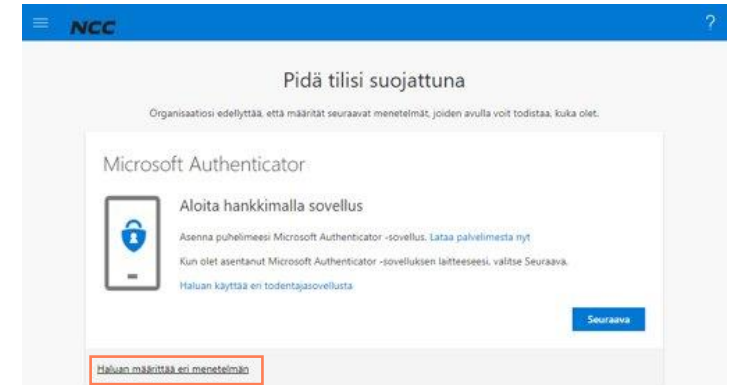 NCC
?
Pidä tilisi suojattuna
Organisaatiosi edellyttää, että määrität seuraavat menetelmät, joiden avulla voit todistaa, kuka olet.
Microsoft Authenticator
Aloita hankkimalla sovellus
Asenna puhelimeesi Microsoft Authenticator -sovellus. Lataa palvelimesta nyt
Kun olet asentanut Microsoft Authenticator -sovelluksen laitteeseesi, valitse Seuraava.
Haluan käyttää eri todentajasovellusta
Seuraava
Haluan määrittää eri menetelmän